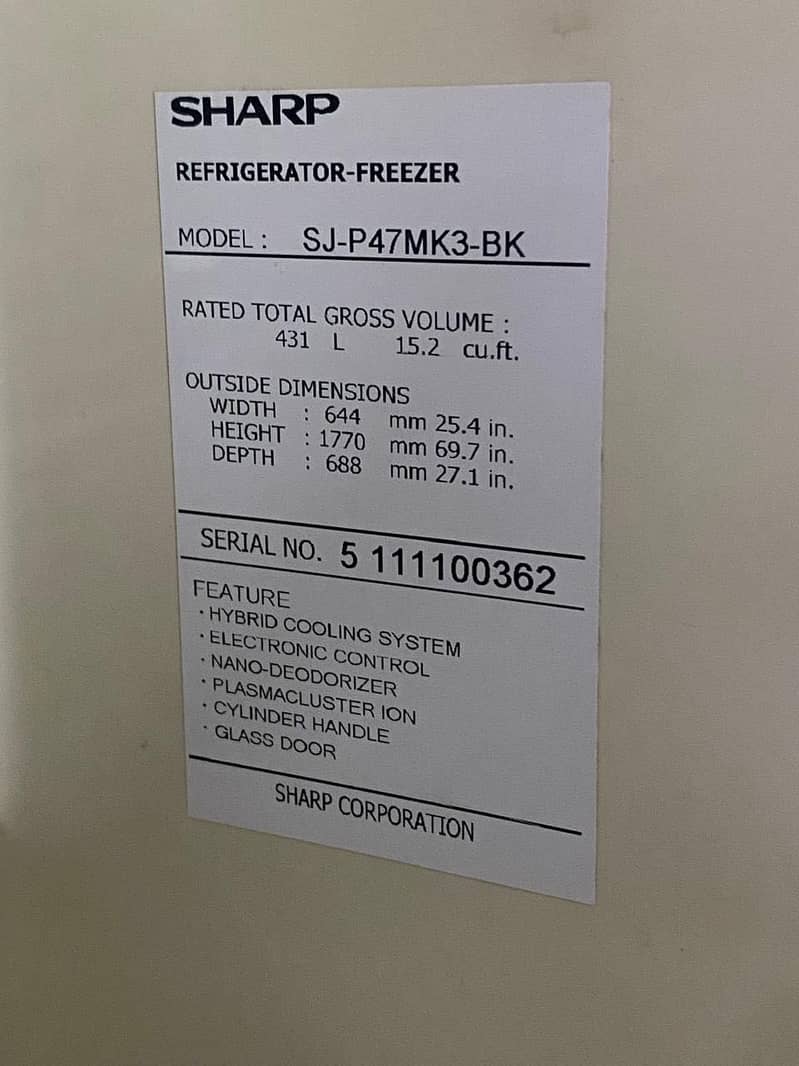 SHARP
REFRIGERATOR-FREEZER
MODEL : SJ-P47MK3-BK
RATED TOTAL GROSS VOLUME :
431 L 15.2 cu.ft.
OUTSIDE DIMENSIONS
WIDTH : 644 mm 25.4 in.
HEIGHT : 1770 mm 69.7 in.
DEPTH : 688 mm 27.1 in.
SERIAL NO. 5 111100362
FEATURE
· HYBRID COOLING SYSTEM
· ELECTRONIC CONTROL
· NANO-DEODORIZER
· PLASMACLUSTER ION
· CYLINDER HANDLE
· GLASS DOOR
SHARP CORPORATION